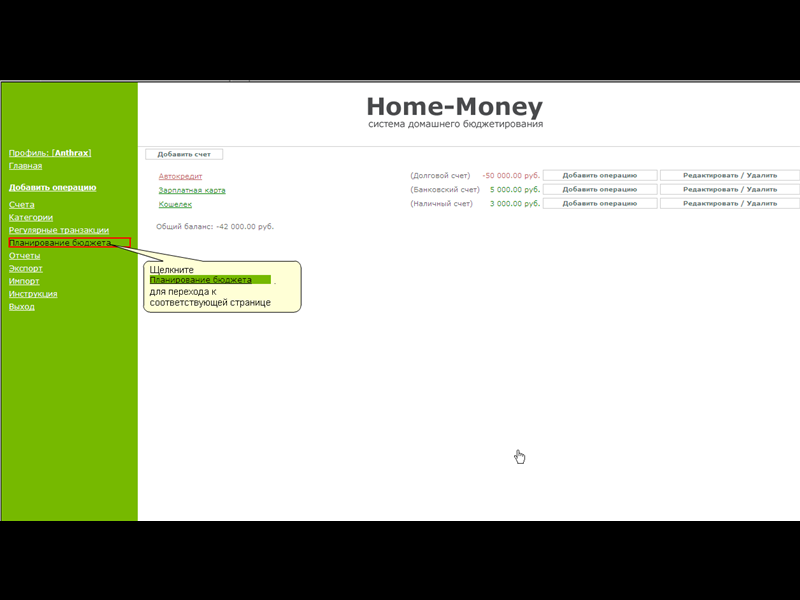 Home-Money
система домашнего бюджетирования
Профиль: [Anthrax]
Главная
Добавить операцию
Счета
Категории
Регулярные транзакции
Планирование бюджета
Отчеты
Экспорт
Импорт
Инструкция
Выход
Добавить счет
Автокредит (Долговой счет) -50 000.00 руб. Добавить операцию Редактировать / Удалить
Зарплатная карта (Банковский счет) 5 000.00 руб. Добавить операцию Редактировать / Удалить
Кошелек (Наличный счет) 3 000.00 руб. Добавить операцию Редактировать / Удалить
Общий баланс: -42 000.00 руб.
Щелкните
Планирование бюджета ,
для перехода к
соответствующей странице